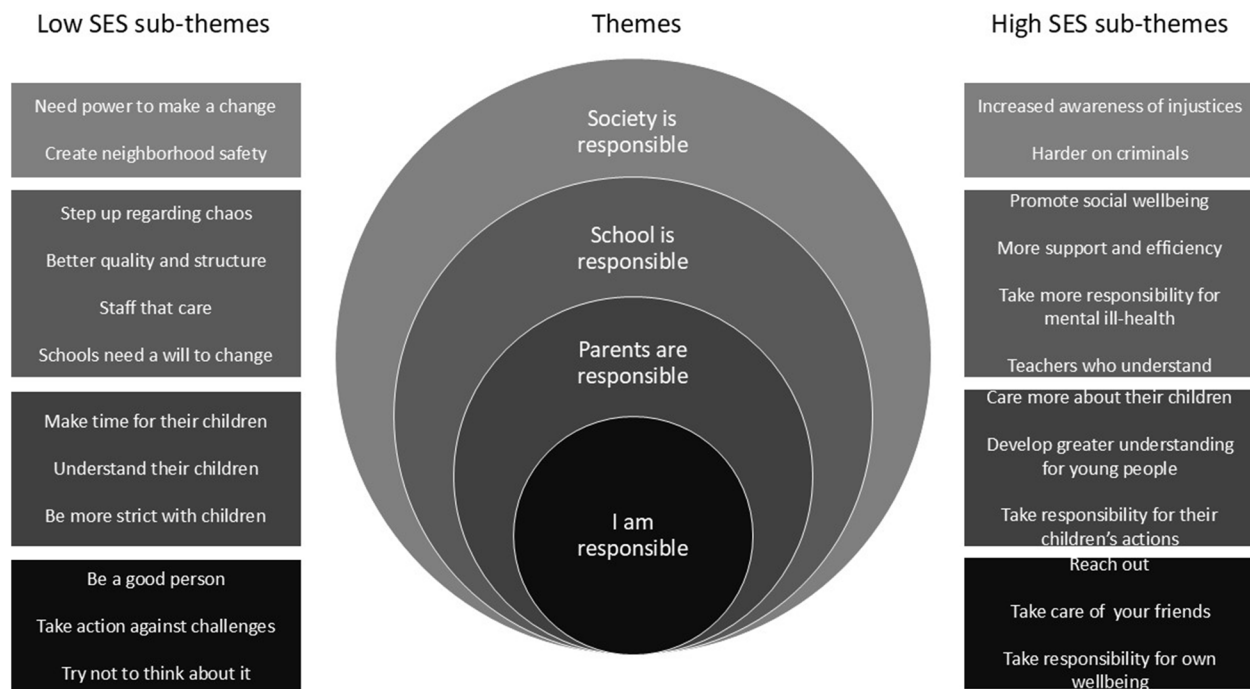 Low SES sub-themes
Need power to make a change
Create neighborhood safety
Step up regarding chaos
Better quality and structure
Staff that care
Schools need a will to change
Make time for their children
Understand their children
Be more strict with children
Be a good person
Take action against challenges
Try not to think about it
Themes
Society is
responsible
School is
responsible
Parents are
responsible
I am
responsible
High SES sub-themes
Increased awareness of injustices
Harder on criminals
Promote social wellbeing
More support and efficiency
Take more responsibility for
mental ill-health
Teachers who understand
Care more about their children
Develop greater understanding
for young people
Take responsibility for their
children's actions
Reach out
Take care of your friends
Take responsibility for own
wellbeing